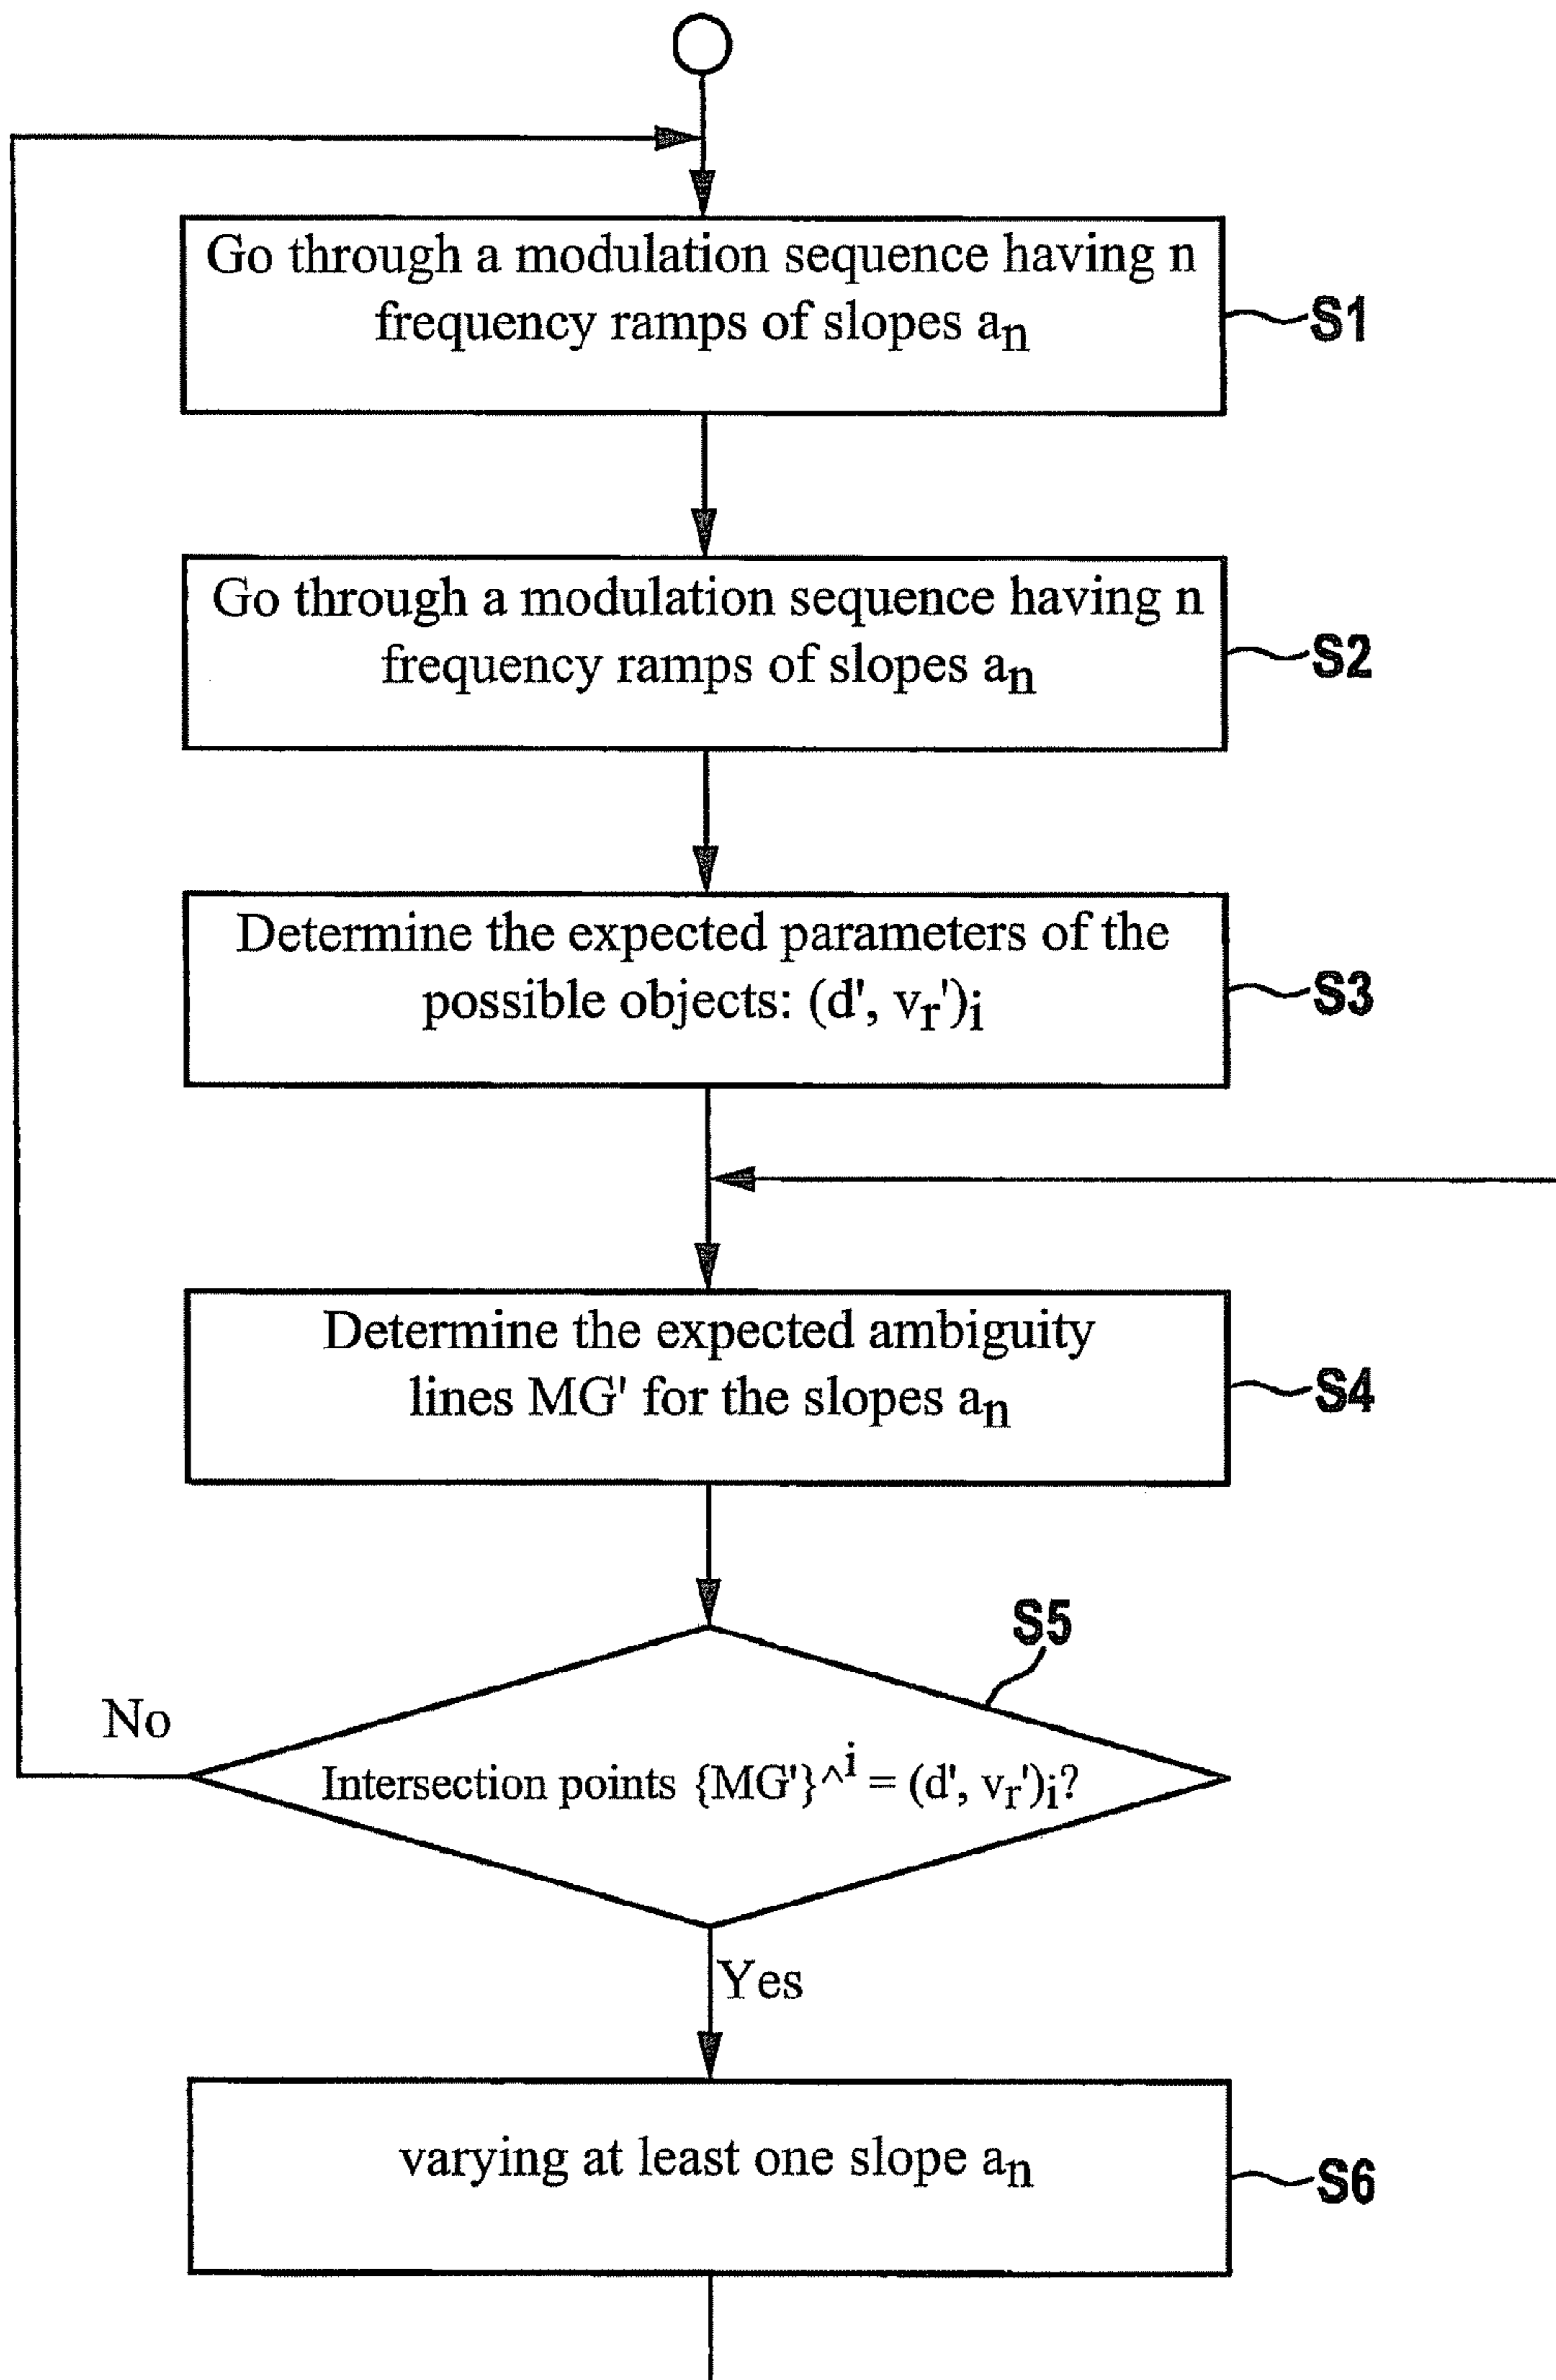 Go through a modulation sequence having n
frequency ramps of slopes aₙ
S1
Go through a modulation sequence having n
frequency ramps of slopes aₙ
S2
Determine the expected parameters of the
possible objects: (d', vᵣ')ᵢ
S3
Determine the expected ambiguity
lines MG' for the slopes aₙ
S4
S5
No
Intersection points {MG'}^ⁱ = (d', vᵣ')ᵢ?
Yes
varying at least one slope aₙ
S6